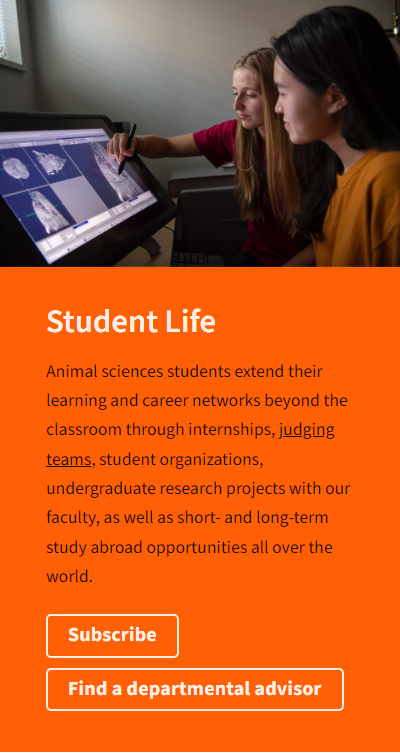 Student Life
Animal sciences students extend their
learning and career networks beyond the
classroom through internships, judging
teams, student organizations,
undergraduate research projects with our
faculty, as well as short- and long-term
study abroad opportunities all over the
world.
Subscribe
Find a departmental advisor